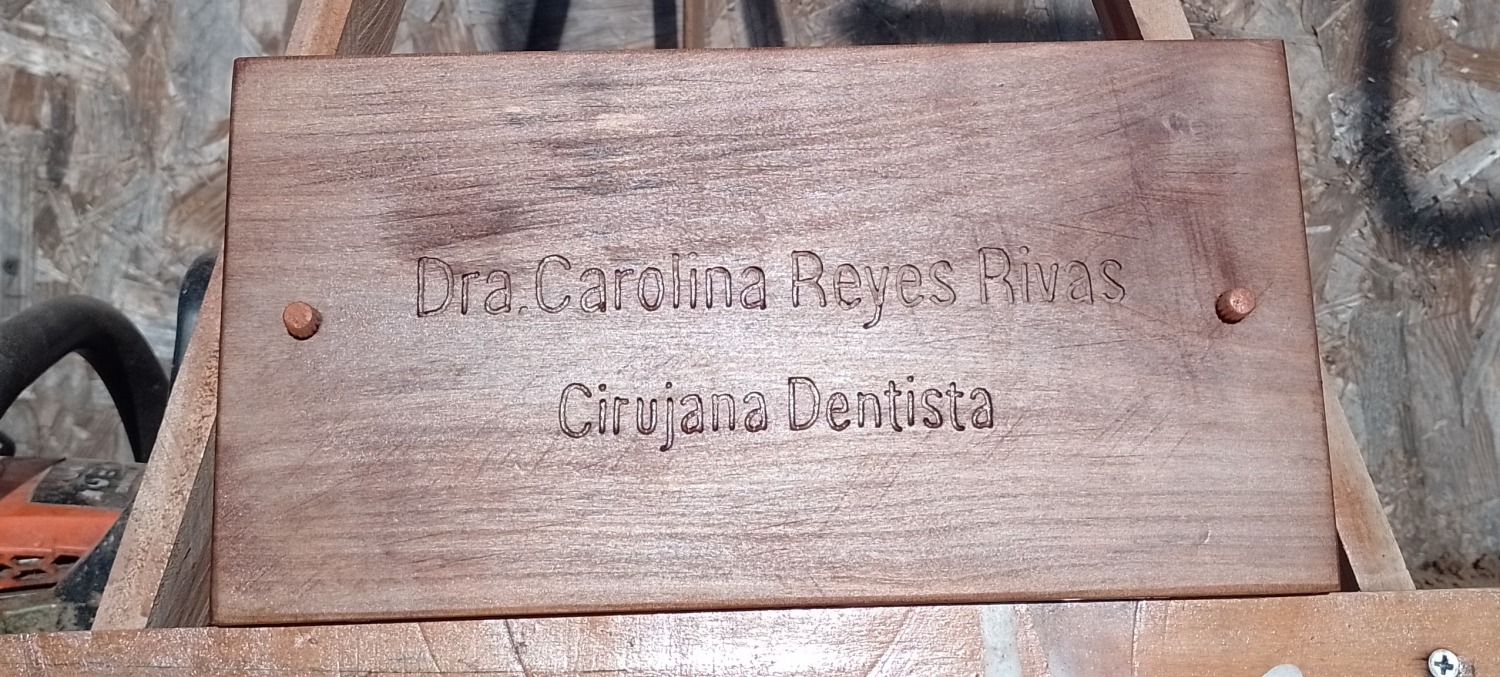 Dra.Carolina Reyes Rivas
Cirujana Dentista